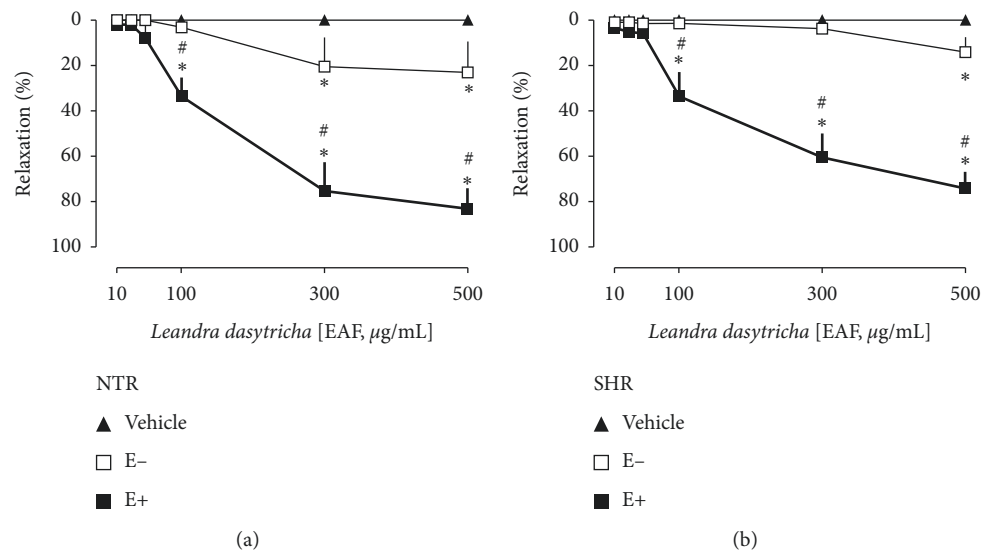 Relaxation (%)
0
20
40
60
80
100
#
*
*
#
*
*
#
*
10
100
300
500
Leandra dasytricha [EAF, μg/mL]
NTR
Vehicle
E–
E+
(a)
Relaxation (%)
0
20
40
60
80
100
#
*
#
*
*
#
*
10
100
300
500
Leandra dasytricha [EAF, μg/mL]
SHR
Vehicle
E–
E+
(b)